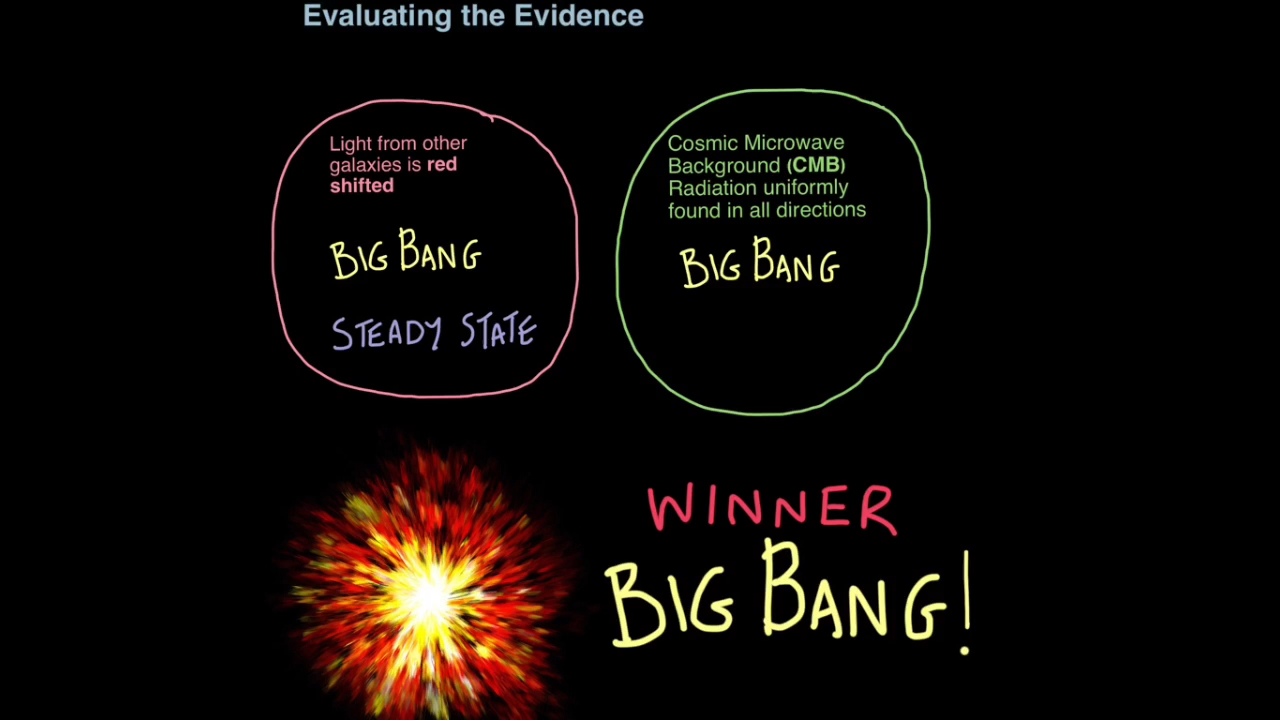 Evaluating the Evidence
Light from other
galaxies is red
shifted
BIG BANG
STEADY STATE
Cosmic Microwave
Background (CMB)
Radiation uniformly
found in all directions
BIG BANG
WINNER
BIG BANG!